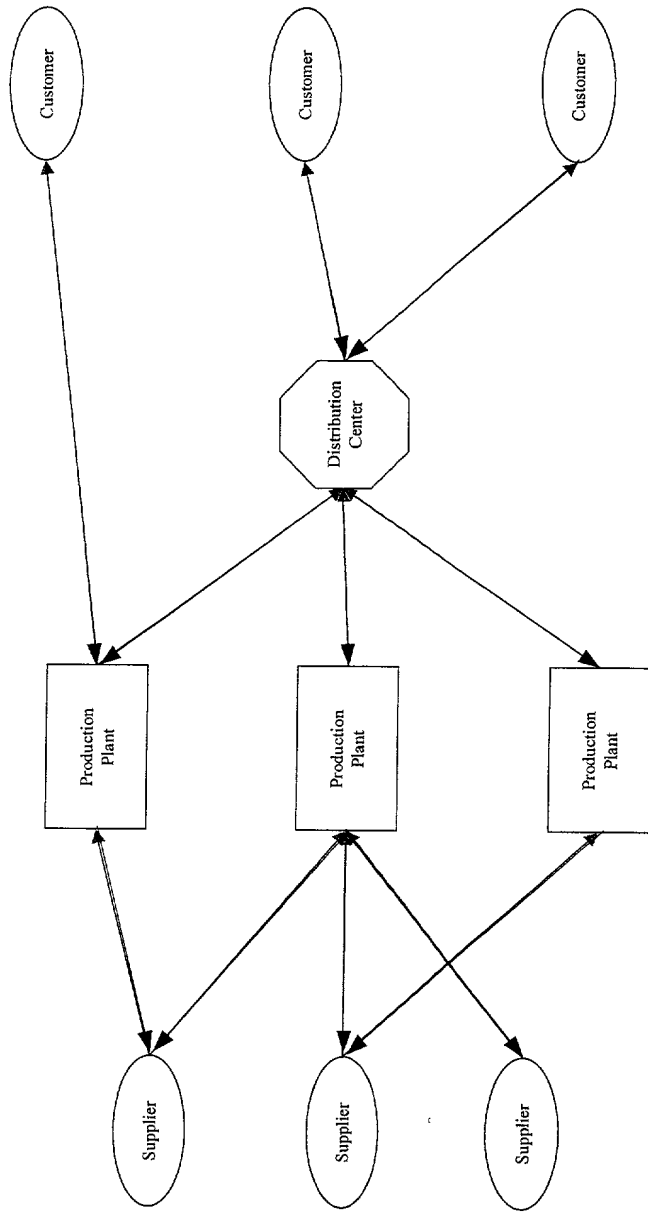 Supplier
Supplier
Supplier
Production
Plant
Production
Plant
Production
Plant
Distribution
Center
Customer
Customer
Customer